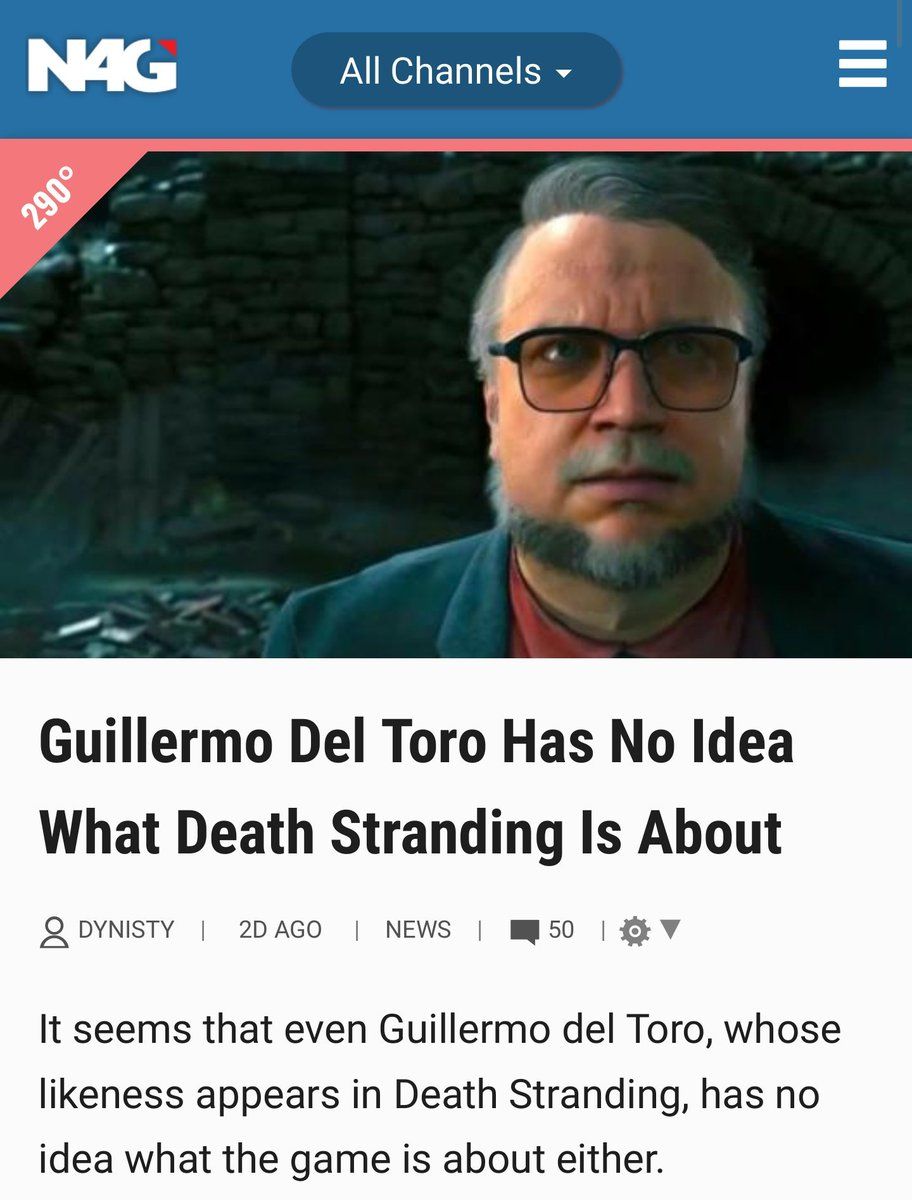 N4G
All Channels
290°
Guillermo Del Toro Has No Idea
What Death Stranding Is About
DYNISTY | 2D AGO | NEWS | 50 |
It seems that even Guillermo del Toro, whose
likeness appears in Death Stranding, has no
idea what the game is about either.